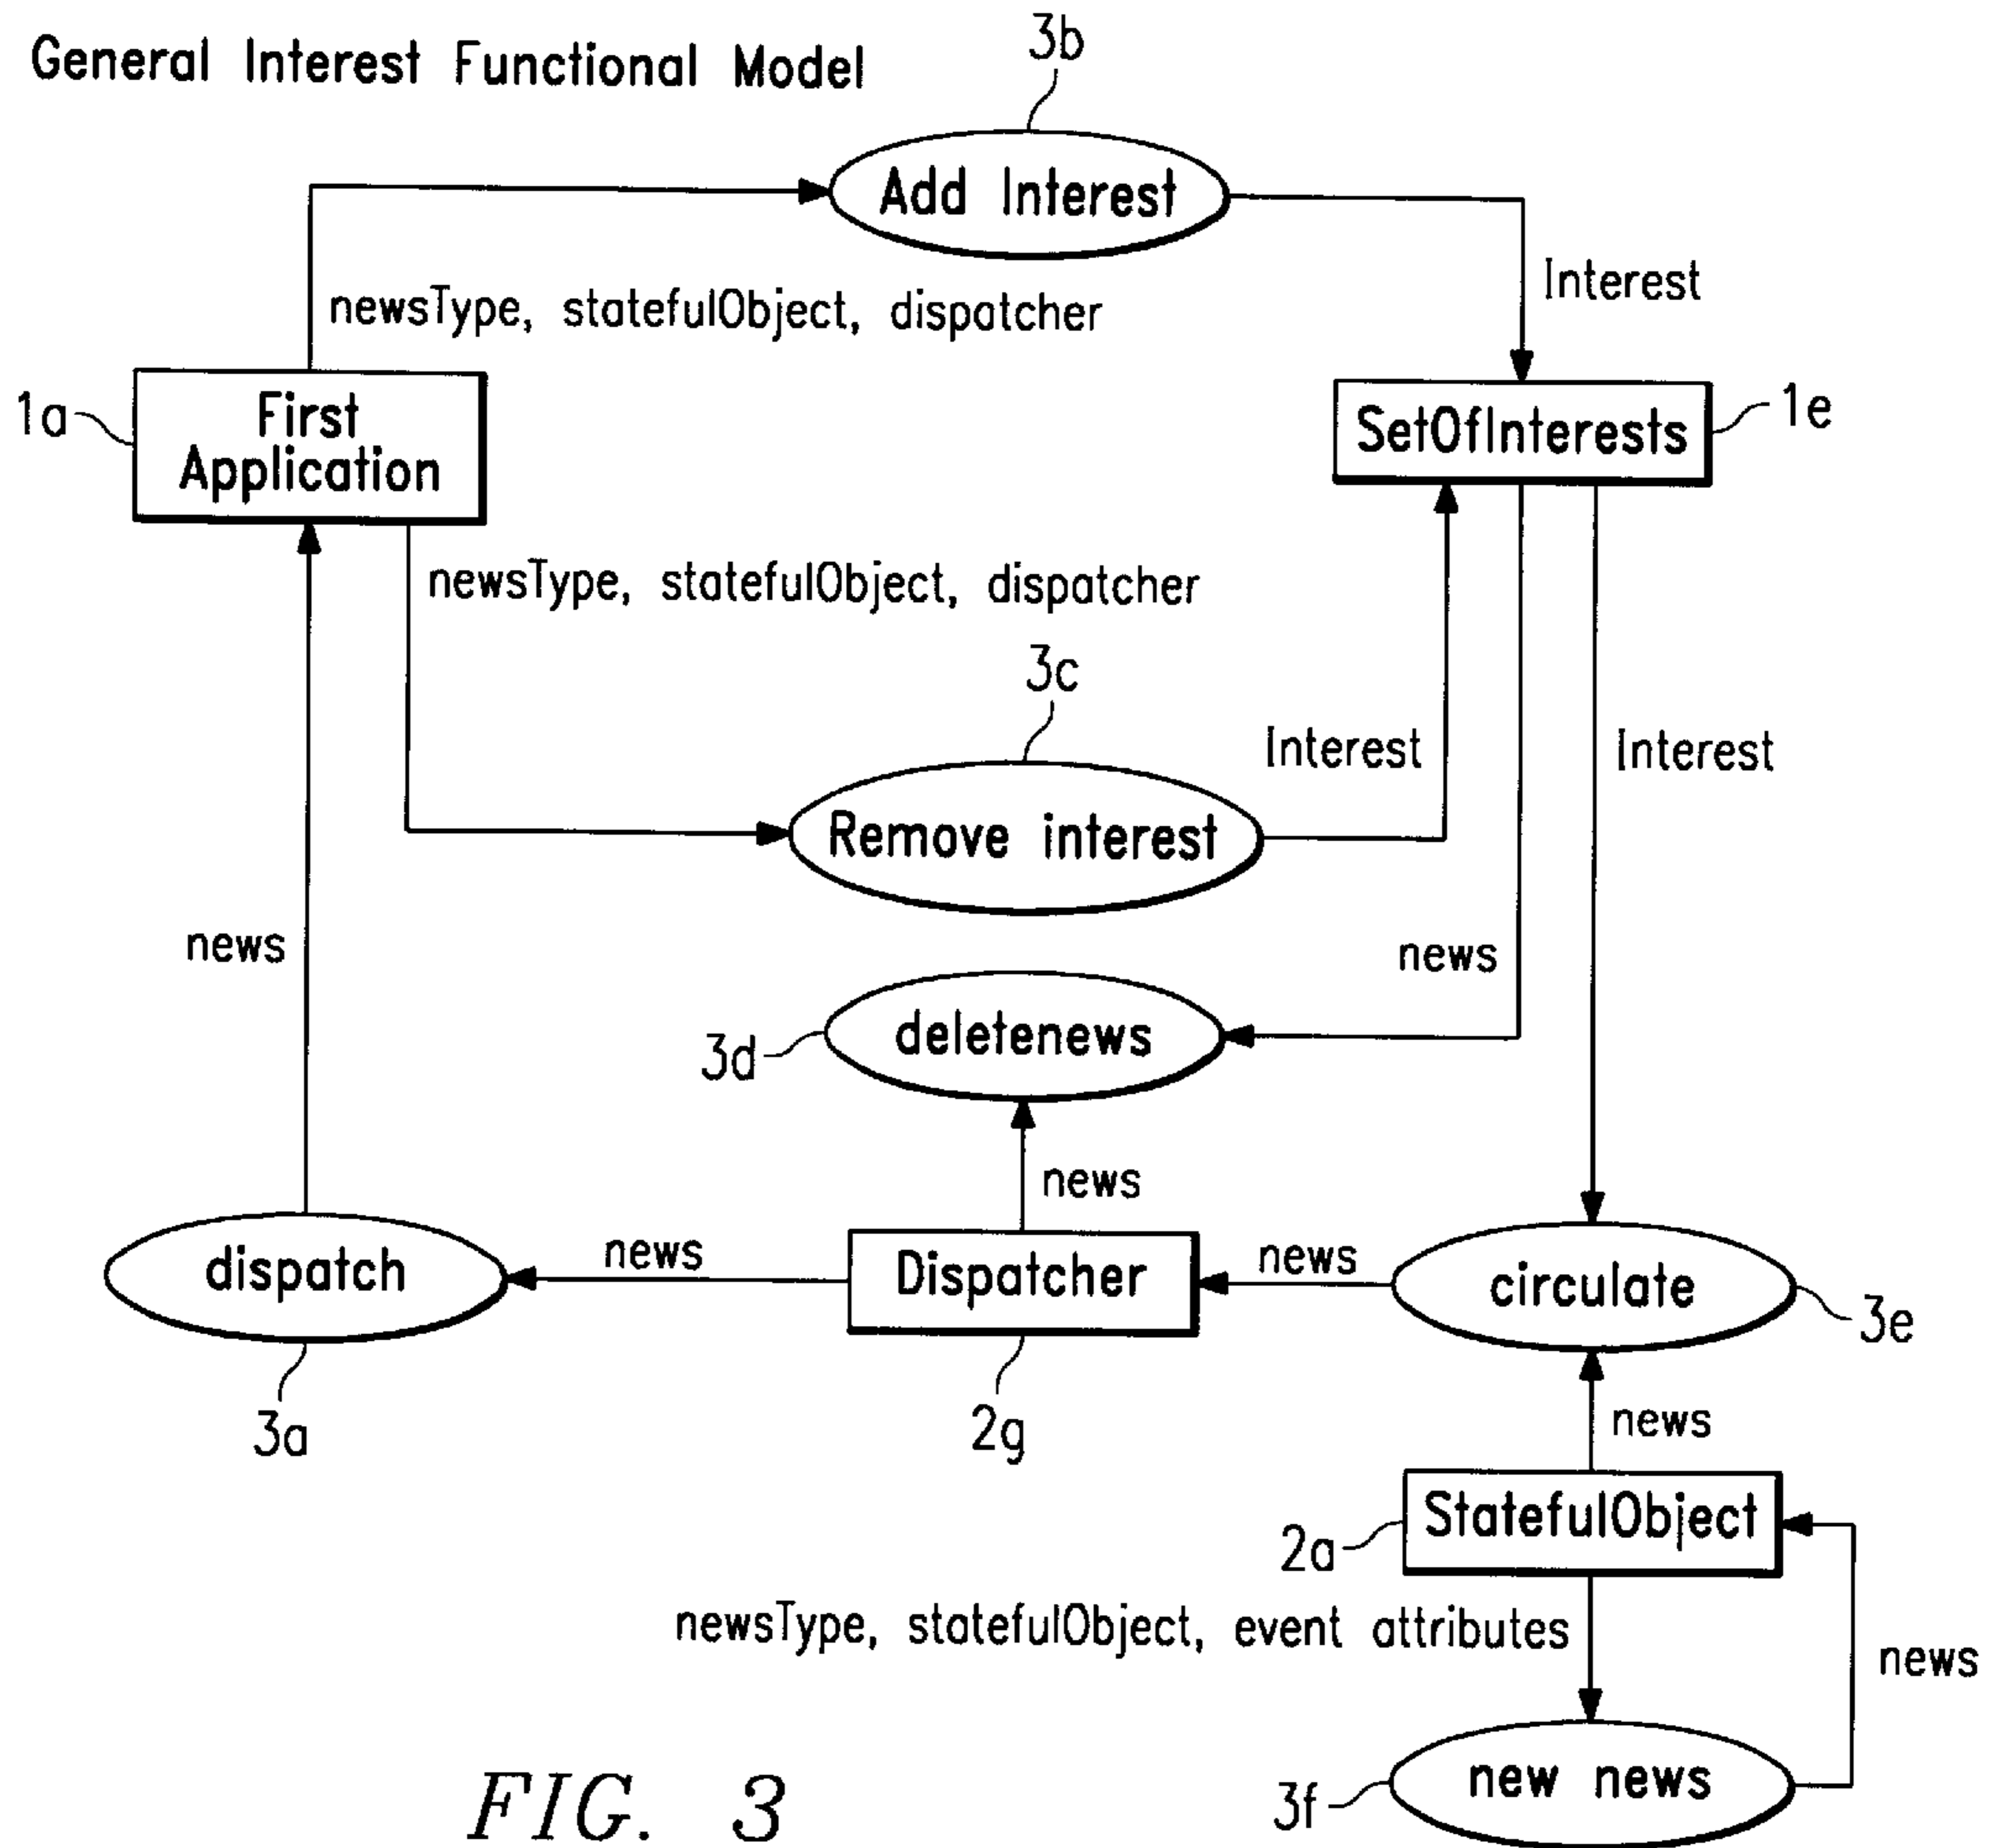 General Interest Functional Model
3b
Add Interest
newsType, statefulObject, dispatcher
Interest
1a
First
Application
SetOfInterests
1e
newsType, statefulObject, dispatcher
3c
Interest
Interest
Remove interest
news
news
deletenews
3d
news
dispatch
news
Dispatcher
news
circulate
3e
3a
2g
news
StatefulObject
2a
newsType, statefulObject, event attributes
news
new news
3f
FIG. 3